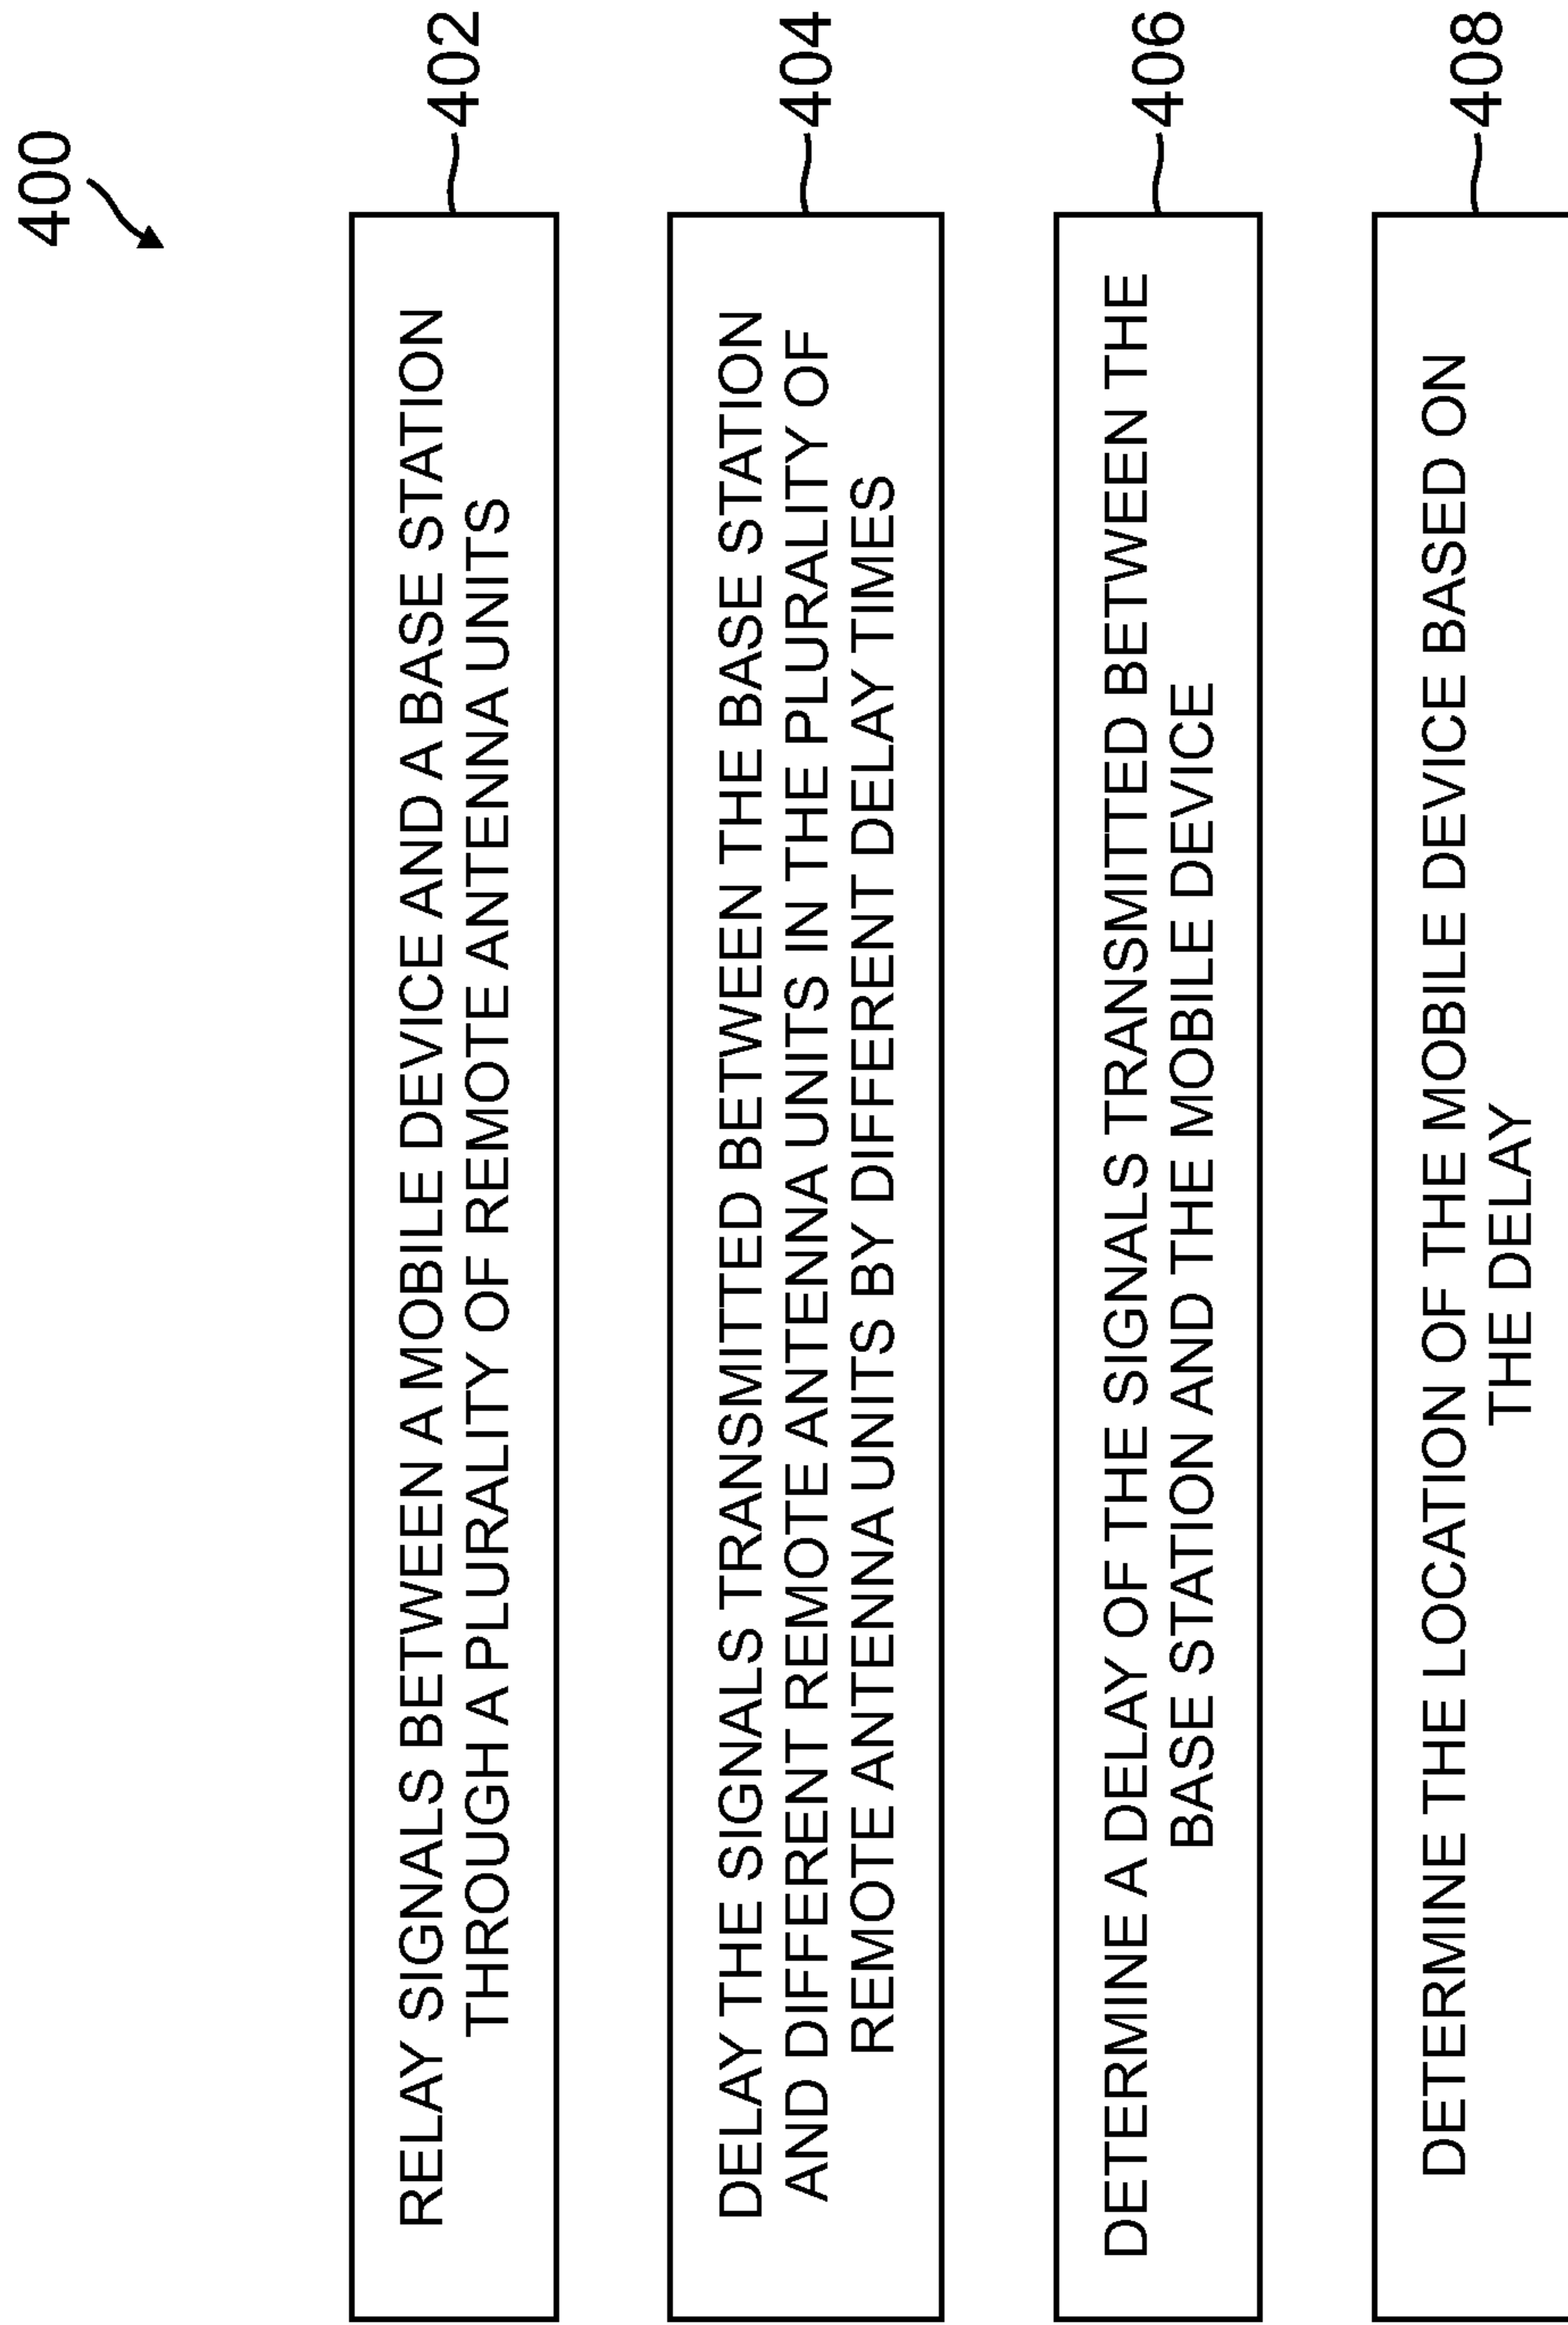 400
RELAY SIGNALS BETWEEN A MOBILE DEVICE AND A BASE STATION
THROUGH A PLURALITY OF REMOTE ANTENNA UNITS
402
DELAY THE SIGNALS TRANSMITTED BETWEEN THE BASE STATION
AND DIFFERENT REMOTE ANTENNA UNITS IN THE PLURALITY OF
REMOTE ANTENNA UNITS BY DIFFERENT DELAY TIMES
404
DETERMINE A DELAY OF THE SIGNALS TRANSMITTED BETWEEN THE
BASE STATION AND THE MOBILE DEVICE
406
DETERMINE THE LOCATION OF THE MOBILE DEVICE BASED ON
THE DELAY
408